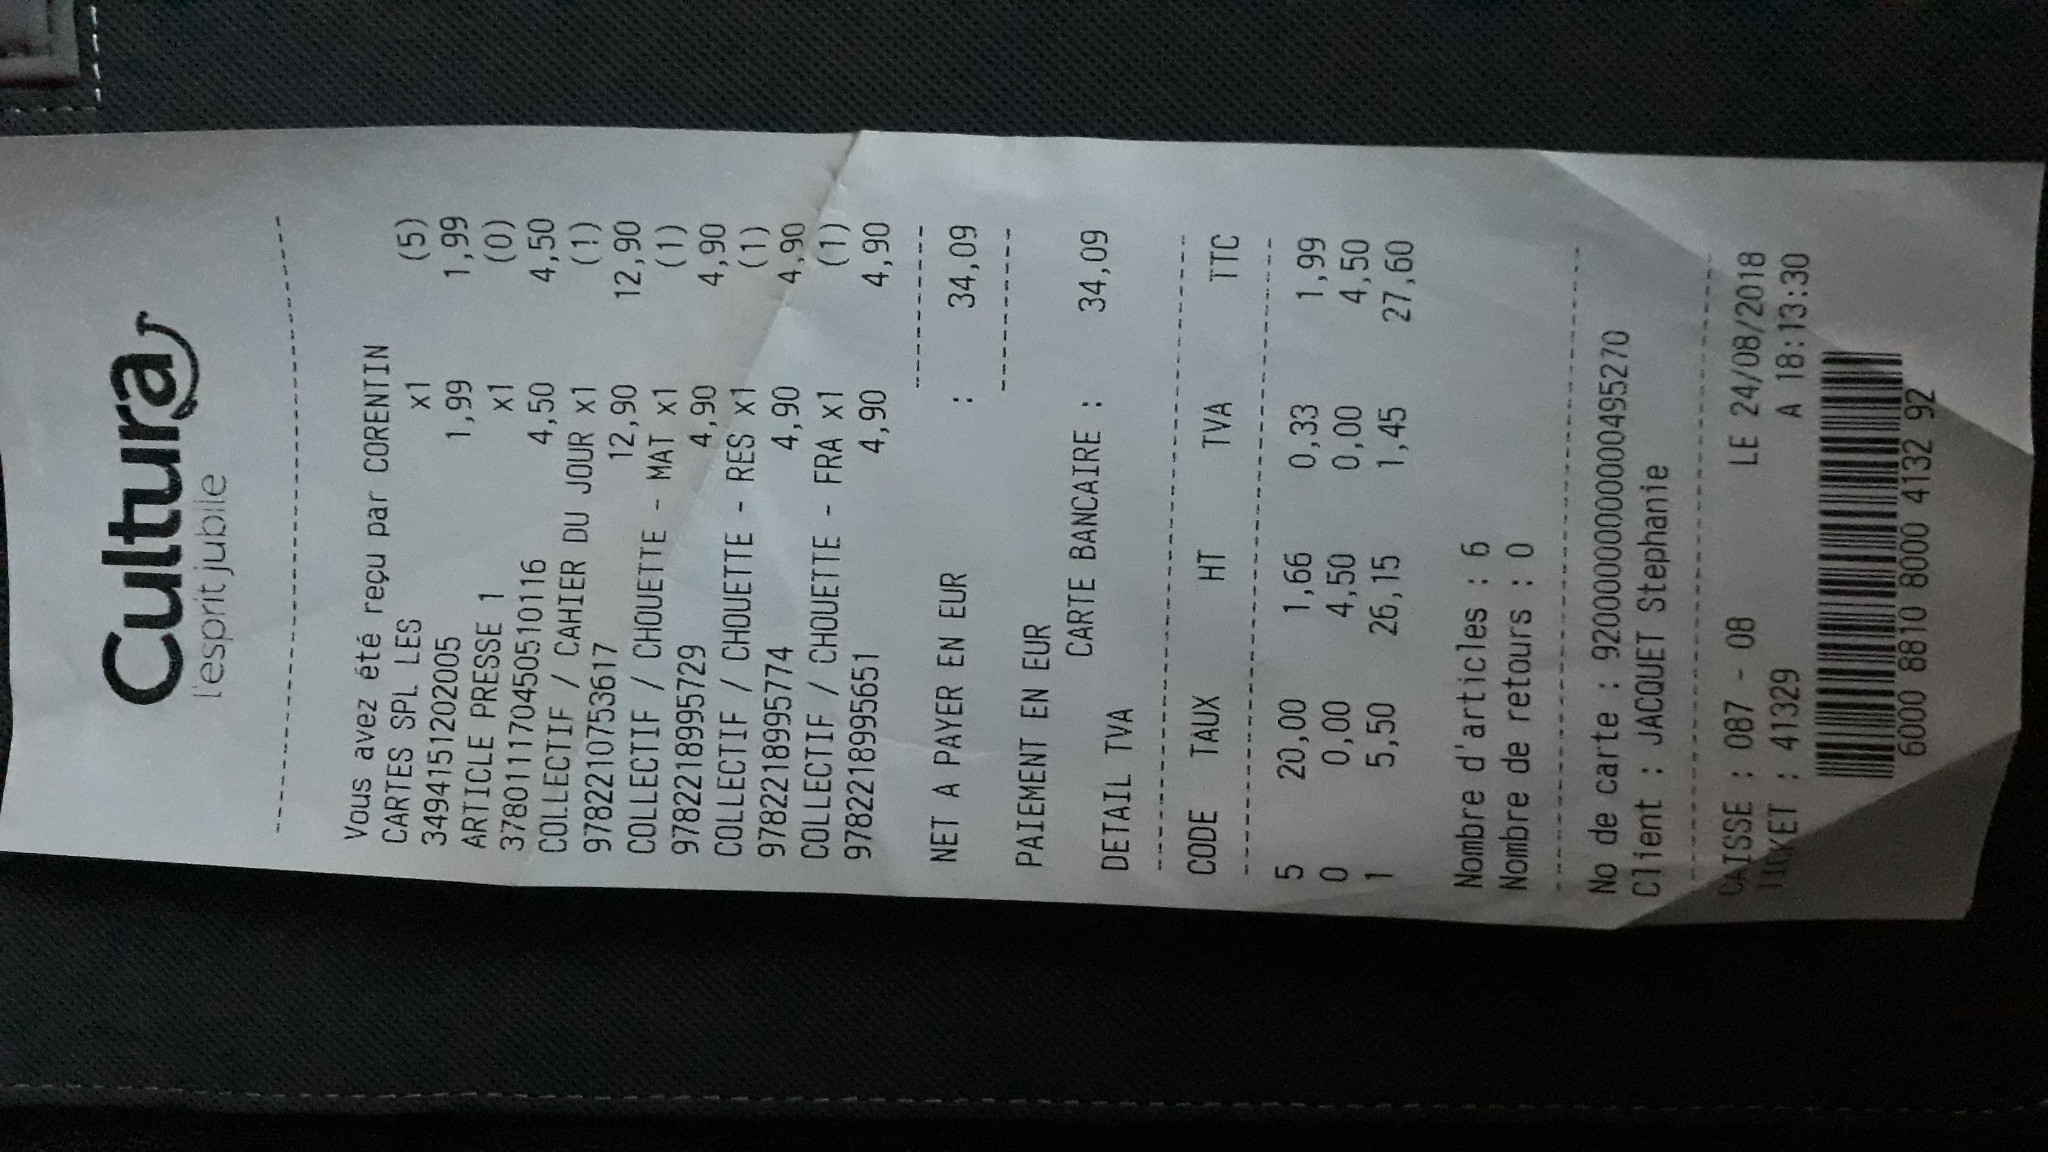 Cultura
l'esprit jubile
Vous avez été reçu par CORENTIN
CARTES SPL LES x1 (5)
3494151202005 1,99 1,99
ARTICLE PRESSE 1 x1 (0)
378011170450510116 4,50 4,50
COLLECTIF / CAHIER DU JOUR x1 (1)
9782210753617 12,90 12,90
COLLECTIF / CHOUETTE - MAT x1 (1)
9782218995729 4,90 4,90
COLLECTIF / CHOUETTE - RES x1 (1)
9782218995774 4,90 4,90
COLLECTIF / CHOUETTE - FRA x1 (1)
9782218995651 4,90 4,90
NET A PAYER EN EUR : 34,09
PAIEMENT EN EUR
CARTE BANCAIRE : 34,09
DETAIL TVA
CODE TAUX HT TVA TTC
5 20,00 1,66 0,33 1,99
0 0,00 4,50 0,00 4,50
1 5,50 26,15 1,45 27,60
Nombre d'articles : 6
Nombre de retours : 0
No de carte : 9200000000000495270
Client : JACQUET Stephanie
CAISSE : 087 - 08 LE 24/08/2018
TICKET : 41329 A 18:13:30
6000 8810 8000 4132 92